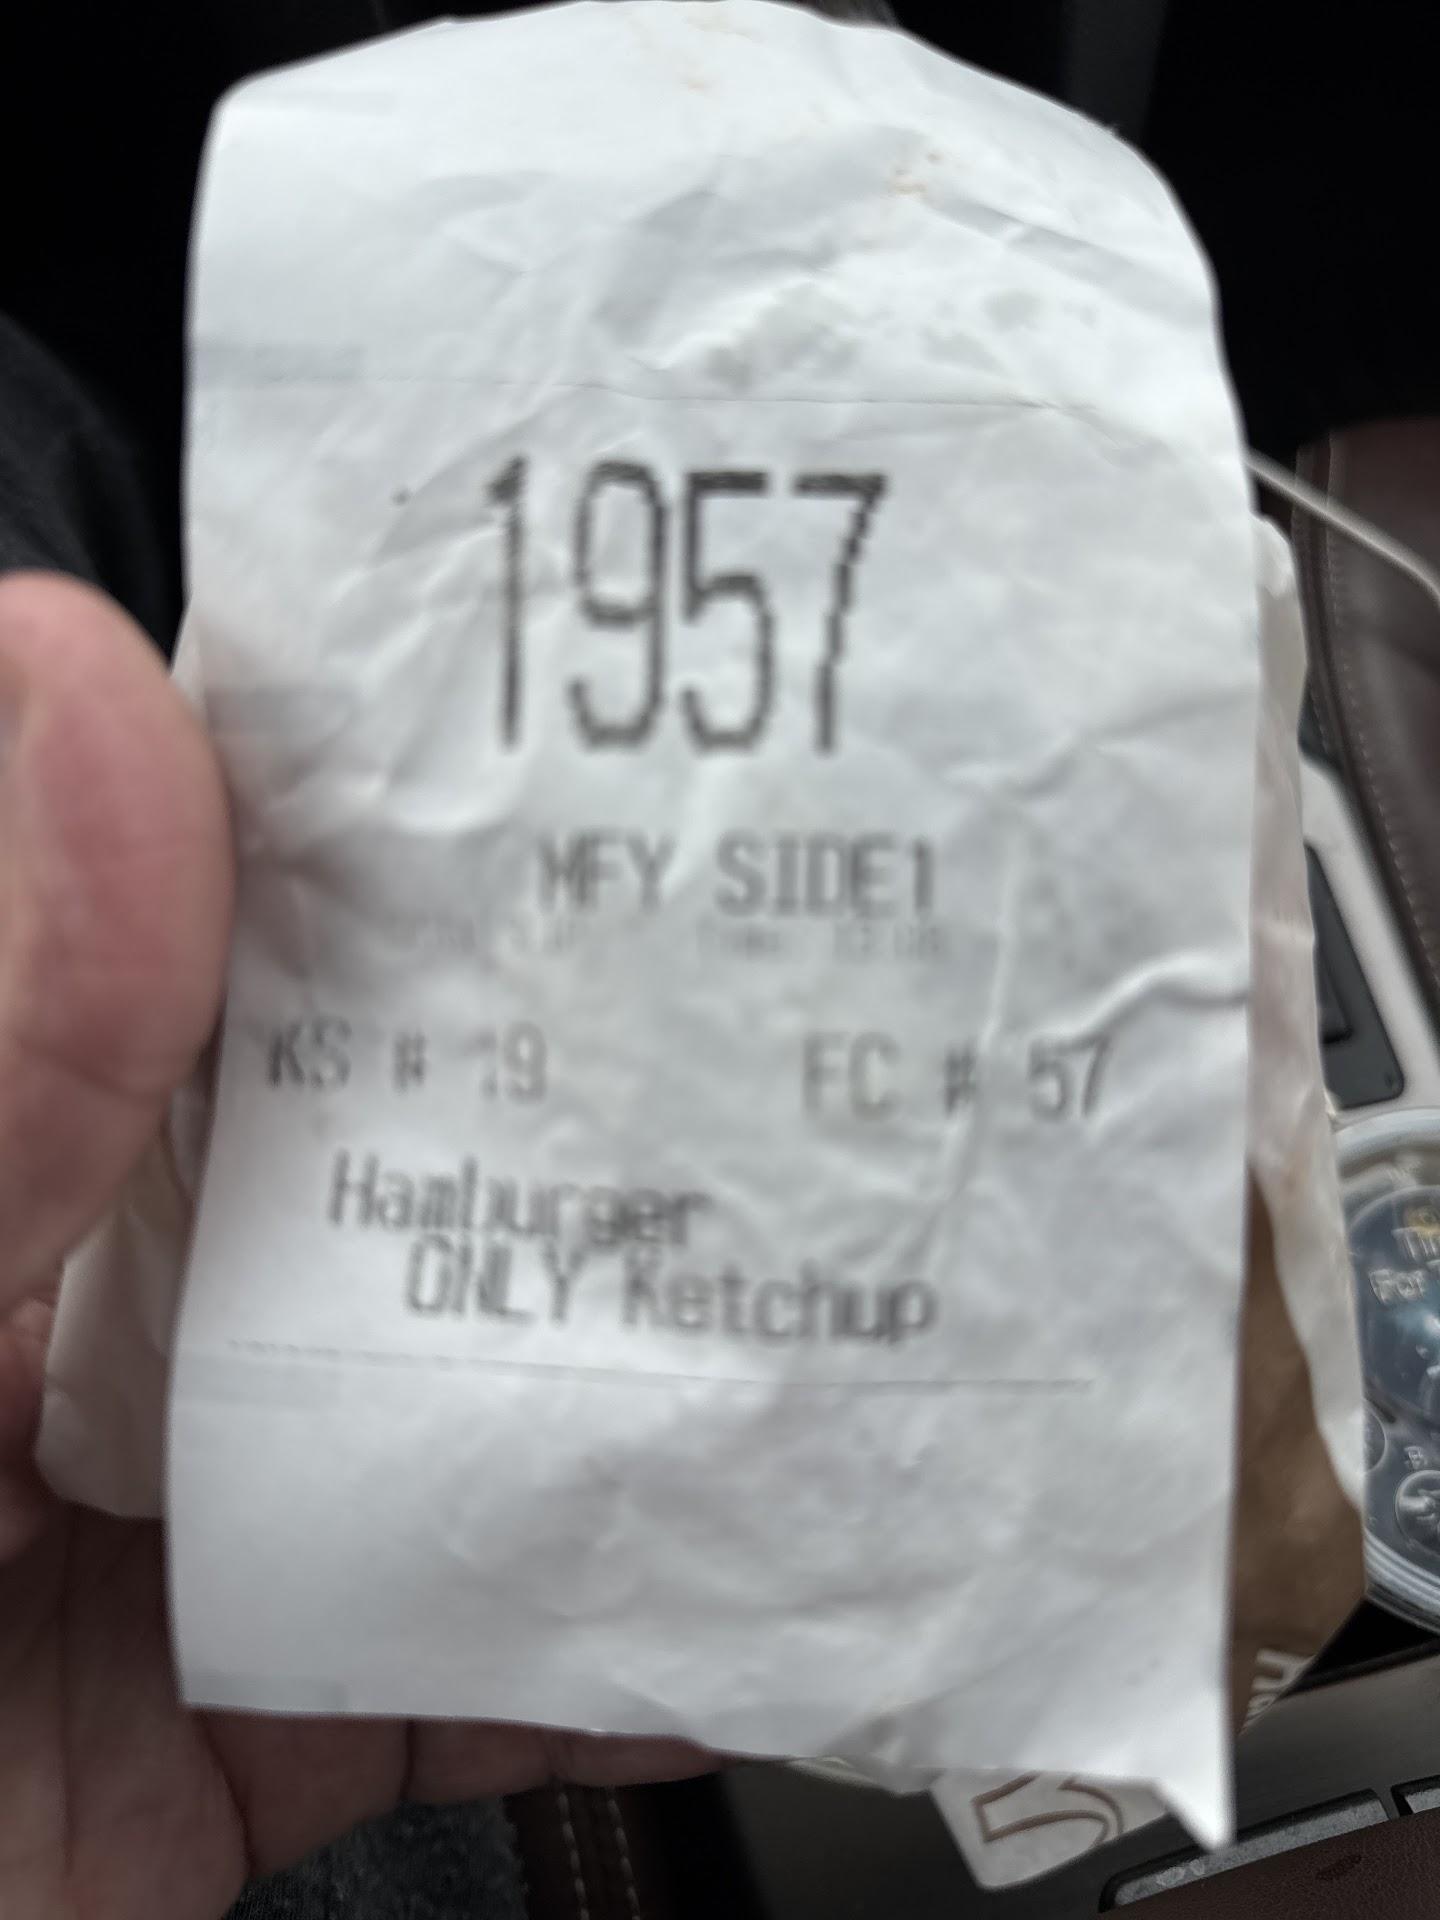 1957
MFY SIDE1
KS # 19 FC # 57
Hamburger
ONLY Ketchup